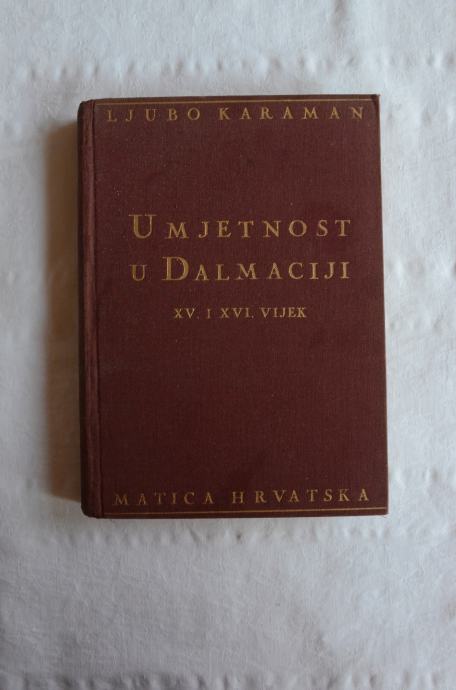 LJUBO KARAMAN
UMJETNOST
U DALMACIJI
XV. I XVI. VIJEK
MATICA HRVATSKA